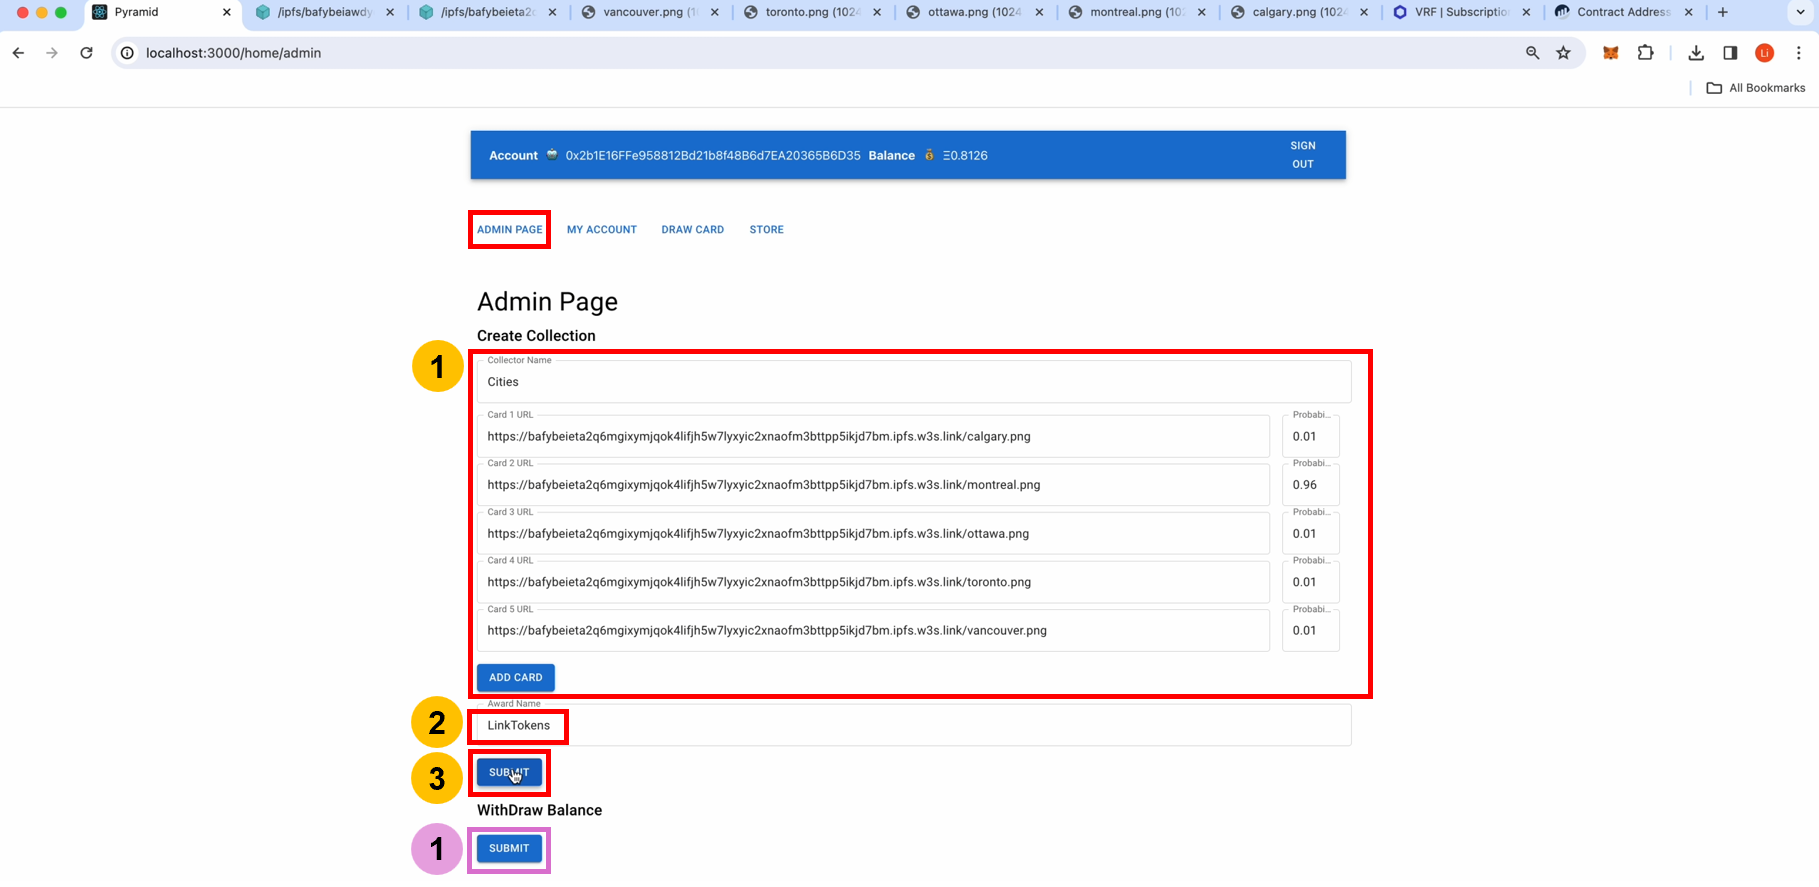 Pyramid
/ipfs/bafybeiawdy
/ipfs/bafybeieta2
vancouver.png (10
toronto.png (1024
ottawa.png (1024
montreal.png (102
calgary.png (102
VRF | Subscriptio
Contract Address
localhost:3000/home/admin
Li
All Bookmarks
Account 0x2b1E16FFe958812Bd21b8f48B6d7EA20365B6D35 Balance Ξ0.8126
SIGN
OUT
ADMIN PAGE MY ACCOUNT DRAW CARD STORE
Admin Page
Create Collection
1
Collector Name
Cities
Card 1 URL Probabi...
https://bafybeieta2q6mgixymjqok4lifjh5w7lyxyic2xnaofm3bttpp5ikjd7bm.ipfs.w3s.link/calgary.png 0.01
Card 2 URL Probabi...
https://bafybeieta2q6mgixymjqok4lifjh5w7lyxyic2xnaofm3bttpp5ikjd7bm.ipfs.w3s.link/montreal.png 0.96
Card 3 URL Probabi...
https://bafybeieta2q6mgixymjqok4lifjh5w7lyxyic2xnaofm3bttpp5ikjd7bm.ipfs.w3s.link/ottawa.png 0.01
Card 4 URL Probabi...
https://bafybeieta2q6mgixymjqok4lifjh5w7lyxyic2xnaofm3bttpp5ikjd7bm.ipfs.w3s.link/toronto.png 0.01
Card 5 URL Probabi...
https://bafybeieta2q6mgixymjqok4lifjh5w7lyxyic2xnaofm3bttpp5ikjd7bm.ipfs.w3s.link/vancouver.png 0.01
ADD CARD
Award Name
2
LinkTokens
3
SUBMIT
WithDraw Balance
1
SUBMIT